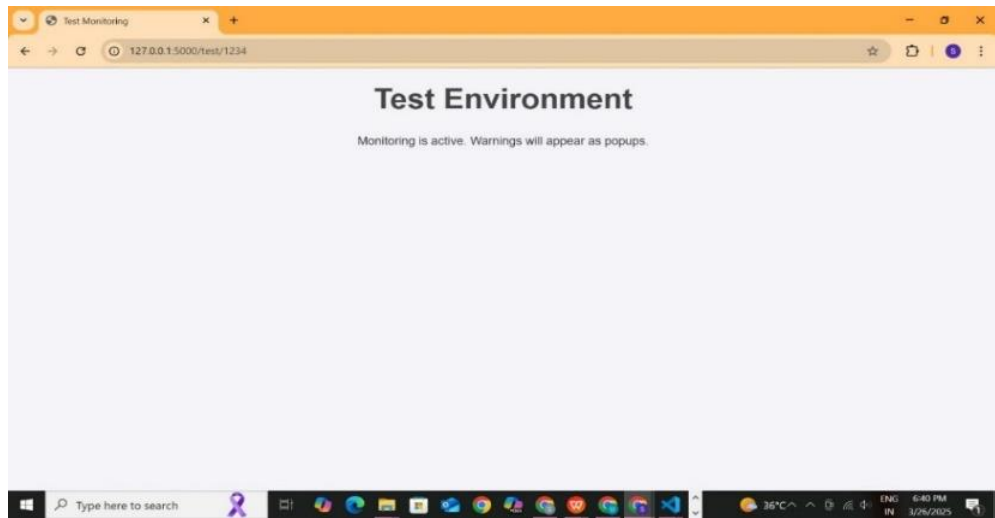 Test Monitoring
127.0.0.1:5000/test/1234
S
Test Environment
Monitoring is active. Warnings will appear as popups.
Type here to search
36°C
ENG
IN
6:40 PM
3/26/2025